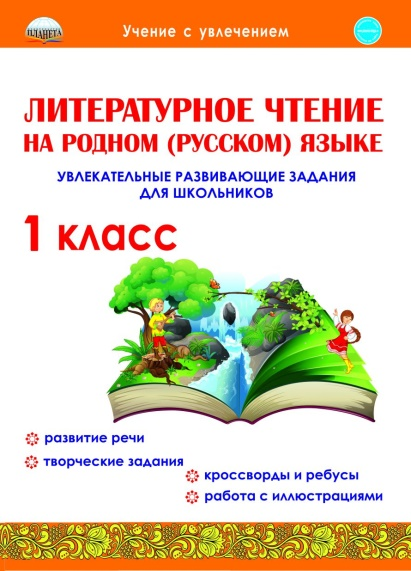 ПЛАНЕТА
Учение с увлечением
ЛИТЕРАТУРНОЕ ЧТЕНИЕ
НА РОДНОМ (РУССКОМ) ЯЗЫКЕ
УВЛЕКАТЕЛЬНЫЕ РАЗВИВАЮЩИЕ ЗАДАНИЯ
ДЛЯ ШКОЛЬНИКОВ
1 класс
развитие речи
творческие задания
кроссворды и ребусы
работа с иллюстрациями